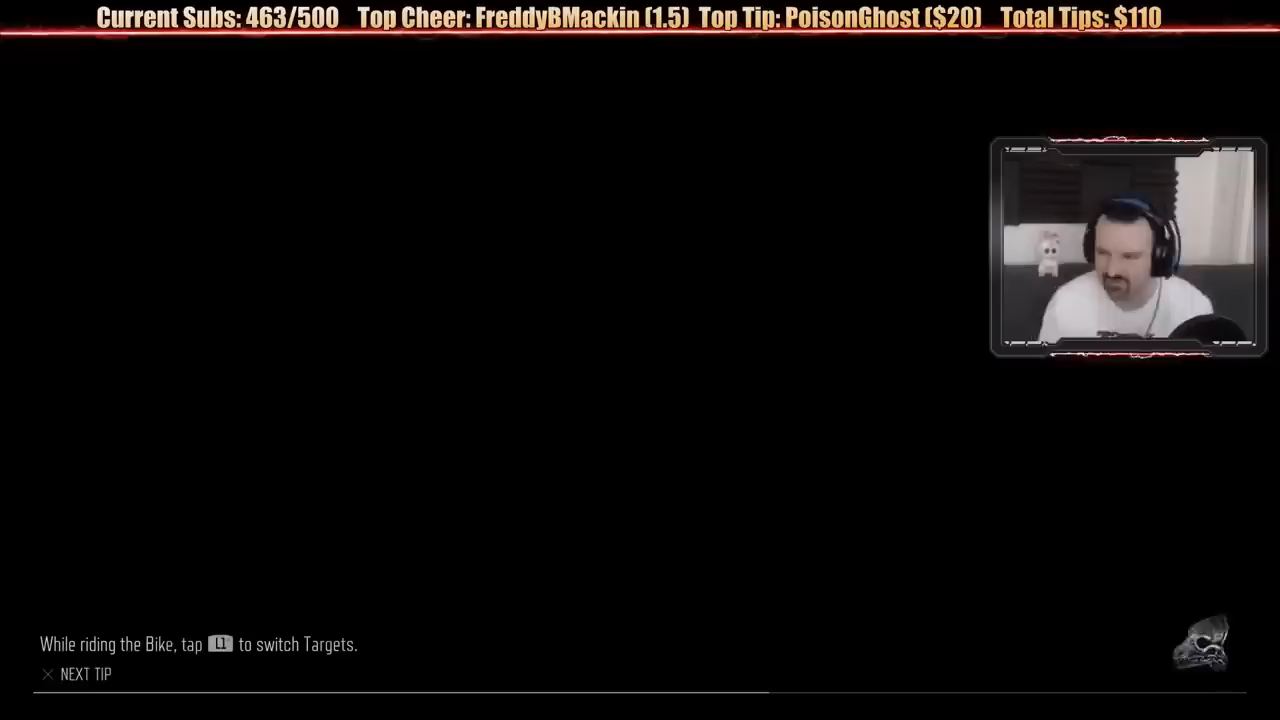 Current Subs: 463/500 Top Cheer: FreddyBMackin (1.5) Top Tip: PoisonGhost ($20) Total Tips: $110
While riding the Bike, tap L1 to switch Targets.
NEXT TIP